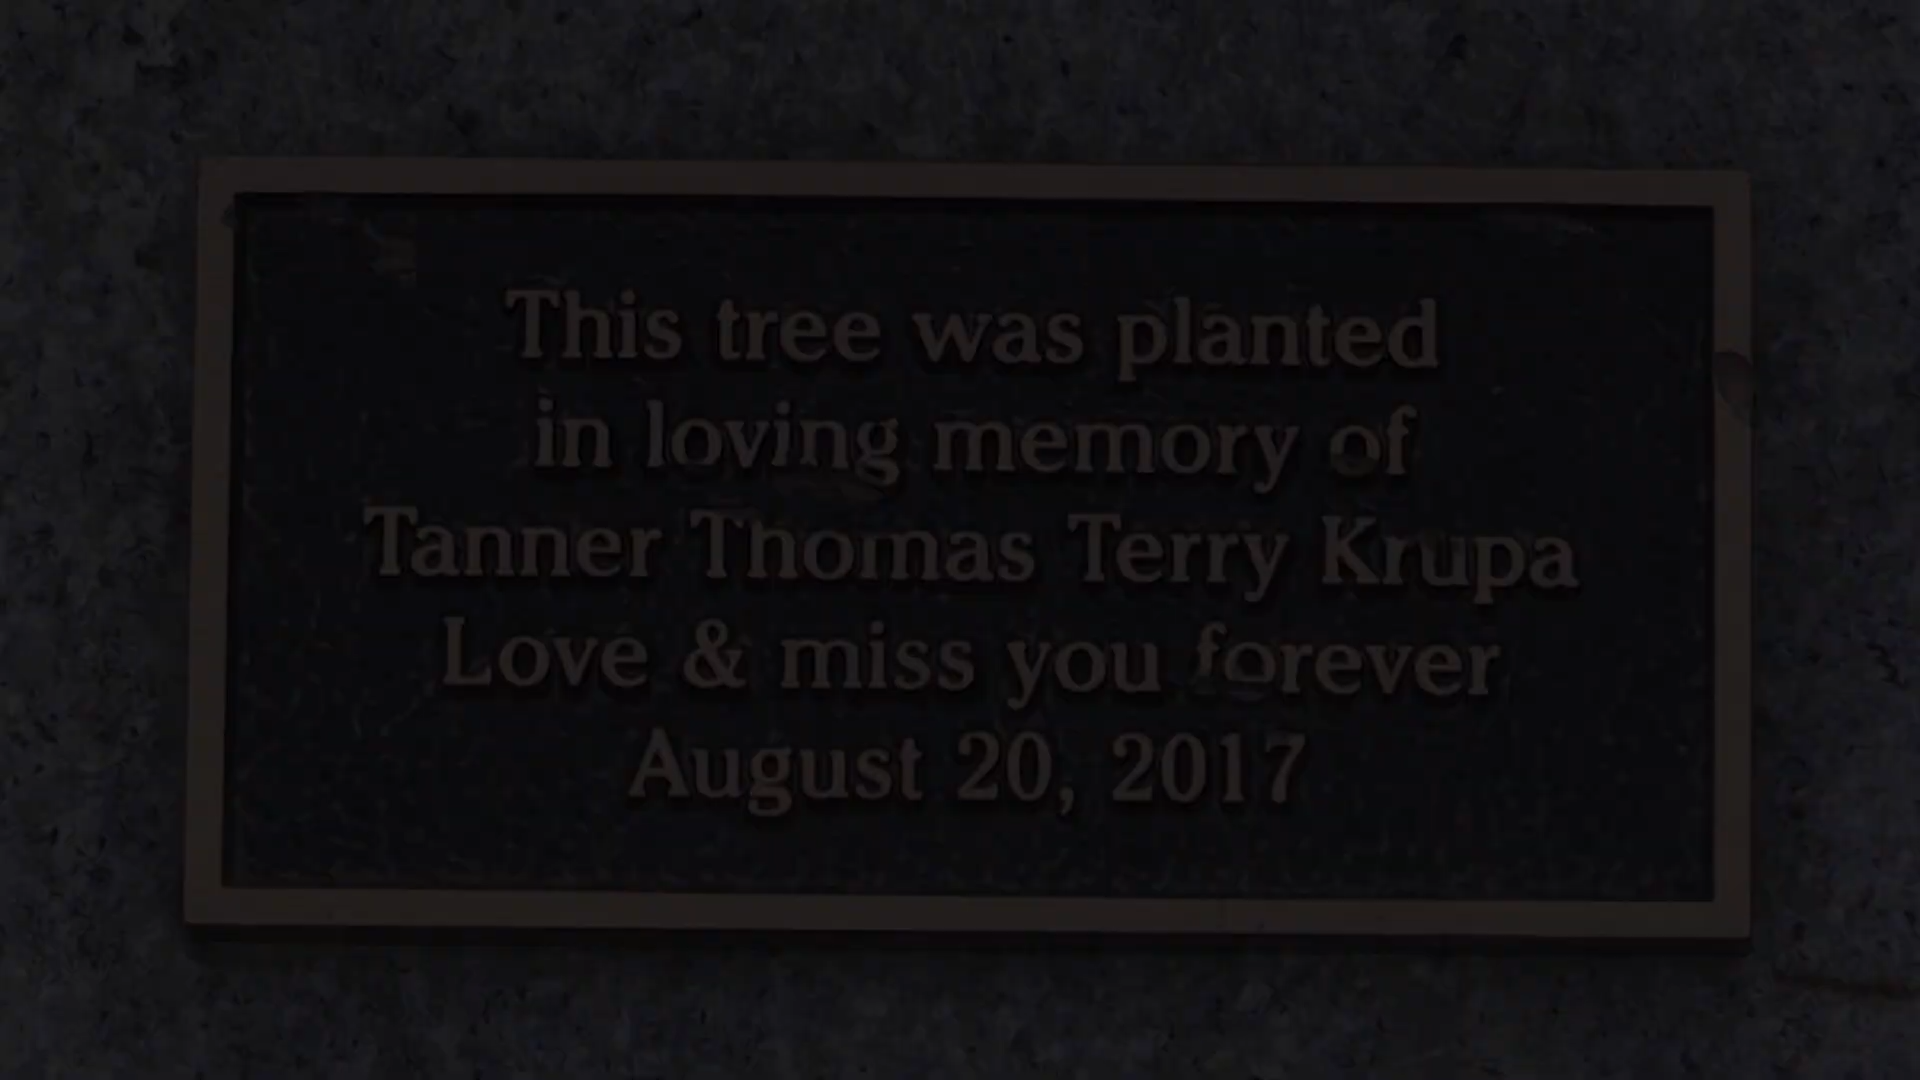 This tree was planted
in loving memory of
Tanner Thomas Terry Krupa
Love & miss you forever
August 20, 2017